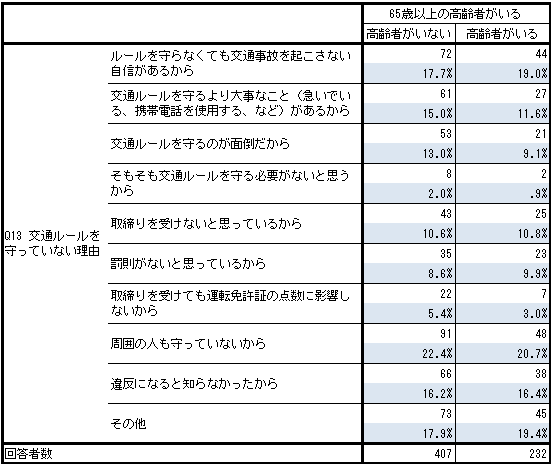 65歳以上の高齢者がいる
高齢者がいない 高齢者がいる
Q13 交通ルールを
守っていない理由
ルールを守らなくても交通事故を起こさない
自信があるから
72 44
17.7% 19.0%
交通ルールを守るより大事なこと（急いでい
る、携帯電話を使用する、など）があるから
61 27
15.0% 11.6%
交通ルールを守るのが面倒だから
53 21
13.0% 9.1%
そもそも交通ルールを守る必要がないと思う
から
8 2
2.0% .9%
取締りを受けないと思っているから
43 25
10.6% 10.8%
罰則がないと思っているから
35 23
8.6% 9.9%
取締りを受けても運転免許証の点数に影響し
ないから
22 7
5.4% 3.0%
周囲の人も守っていないから
91 48
22.4% 20.7%
違反になると知らなかったから
66 38
16.2% 16.4%
その他
73 45
17.9% 19.4%
回答者数 407 232